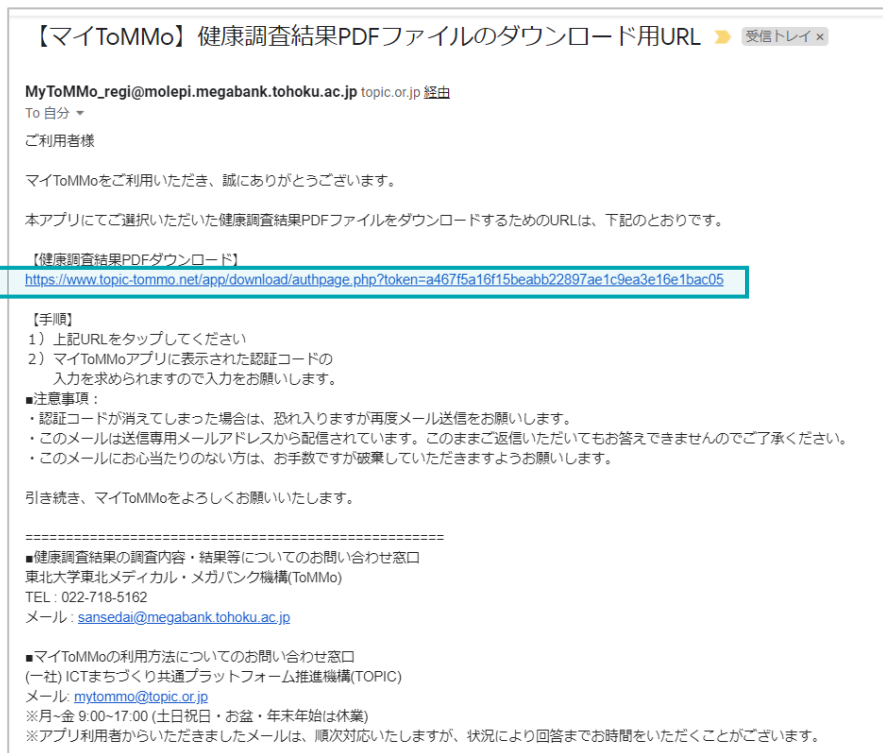 【マイToMMo】健康調査結果PDFファイルのダウンロード用URL 受信トレイ ×
MyToMMo_regi@molepi.megabank.tohoku.ac.jp topic.or.jp 経由
To 自分
ご利用者様
マイToMMoをご利用いただき、誠にありがとうございます。
本アプリにてご選択いただいた健康調査結果PDFファイルをダウンロードするためのURLは、下記のとおりです。
【健康調査結果PDFダウンロード】
https://www.topic-tommo.net/app/download/authpage.php?token=a467f5a16f15beabb22897ae1c9ea3e16e1bac05
【手順】
1）上記URLをタップしてください
2）マイToMMoアプリに表示された認証コードの
入力を求められますので入力をお願いします。
■注意事項：
・認証コードが消えてしまった場合は、恐れ入りますが再度メール送信をお願いします。
・このメールは送信専用メールアドレスから配信されています。このままご返信いただいてもお答えできませんのでご了承ください。
・このメールにお心当たりのない方は、お手数ですが破棄していただきますようお願いします。
引き続き、マイToMMoをよろしくお願いいたします。
====================================================
■健康調査結果の調査内容・結果等についてのお問い合わせ窓口
東北大学東北メディカル・メガバンク機構(ToMMo)
TEL : 022-718-5162
メール : sansedai@megabank.tohoku.ac.jp
■マイToMMoの利用方法についてのお問い合わせ窓口
(一社) ICTまちづくり共通プラットフォーム推進機構(TOPIC)
メール: mytommo@topic.or.jp
※月~金 9:00~17:00 (土日祝日・お盆・年末年始は休業)
※アプリ利用者からいただきましたメールは、順次対応いたしますが、状況により回答までお時間をいただくことがございます。